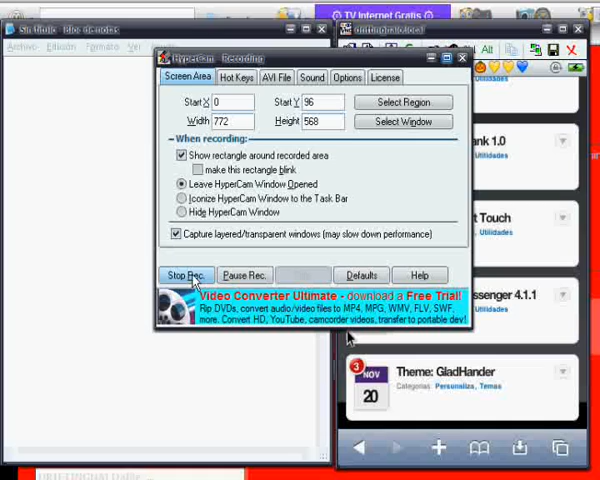 TV Internet Gratis
Sin título - Bloc de notas
Archivo Edición Formato Ver
driftinghalo.local
Alt
HyperCam - Recording
Screen Area
Hot Keys
AVI File
Sound
Options
License
Start X 0
Start Y 96
Select Region
Width 772
Height 568
Select Window
When recording:
Show rectangle around recorded area
make this rectangle blink
Leave HyperCam Window Opened
Iconize HyperCam Window to the Task Bar
Hide HyperCam Window
Capture layered/transparent windows (may slow down performance)
Stop Rec.
Pause Rec.
Defaults
Help
Video Converter Ultimate - download a Free Trial!
Rip DVDs, convert audio/video files to MP4, MPG, WMV, FLV, SWF,
more. Convert HD, YouTube, camcorder videos, transfer to portable dev!
Utilidades
nk 1.0
Utilidades
t Touch
Utilidades
ssenger 4.1.1
Utilidades
3
NOV
20
Theme: GladHander
Categorias: Personaliza, Temas